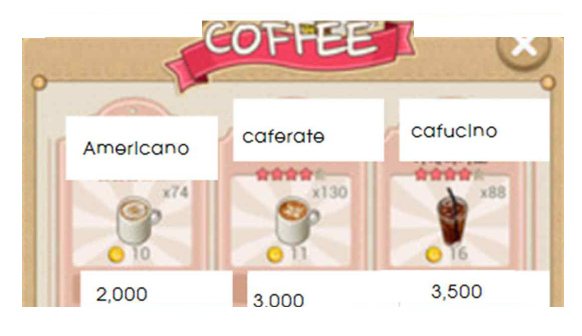 COFFEE
Americano
caferate
cafucino
x74
x130
x88
10
11
16
2,000
3,000
3,500